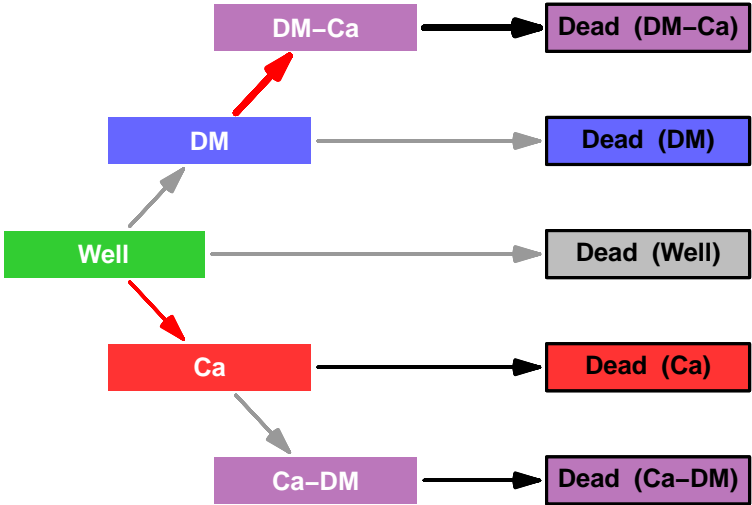 DM–Ca
Dead (DM–Ca)
DM
Dead (DM)
Well
Dead (Well)
Ca
Dead (Ca)
Ca–DM
Dead (Ca–DM)